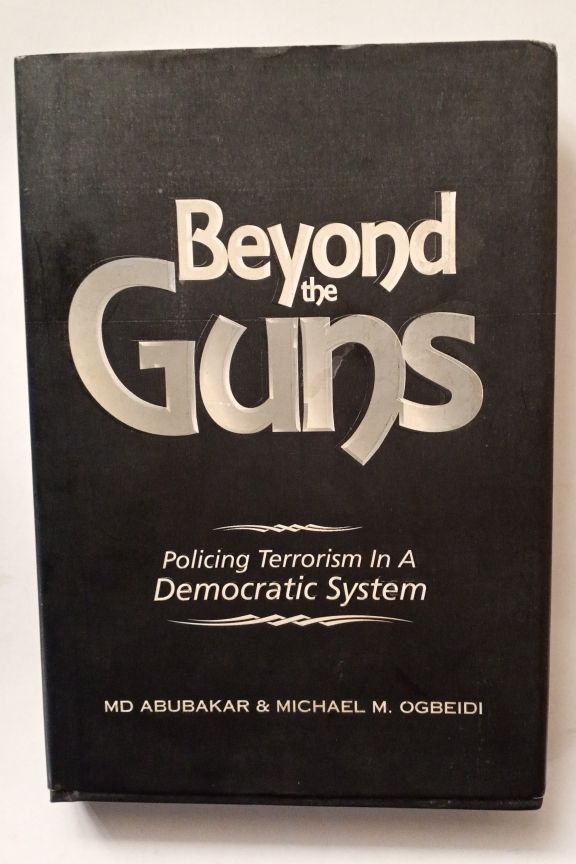 Beyond
the
Guns
Policing Terrorism In A
Democratic System
MD ABUBAKAR & MICHAEL M. OGBEIDI